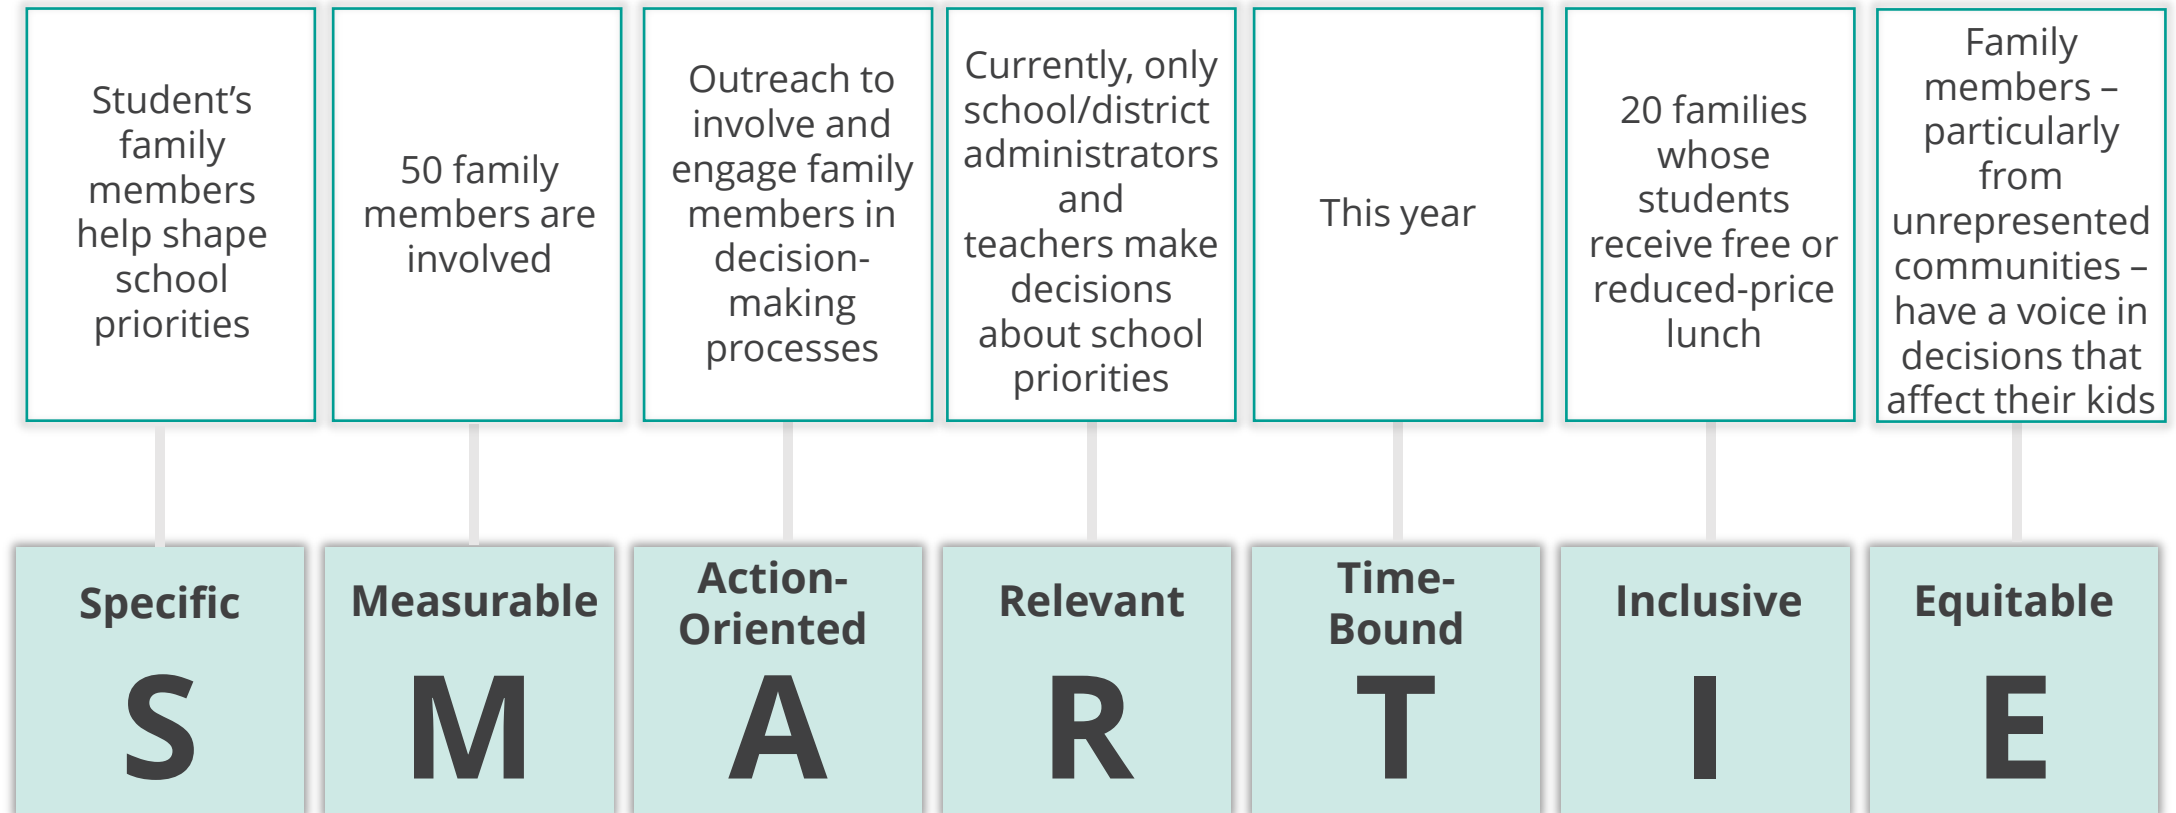 Student’s
family
members
help shape
school
priorities
50 family
members are
involved
Outreach to
involve and
engage family
members in
decision-
making
processes
Currently, only
school/district
administrators
and
teachers make
decisions
about school
priorities
This year
20 families
whose
students
receive free or
reduced-price
lunch
Family
members –
particularly
from
unrepresented
communities –
have a voice in
decisions that
affect their kids
Specific
S
Measurable
M
Action-
Oriented
A
Relevant
R
Time-
Bound
T
Inclusive
I
Equitable
E